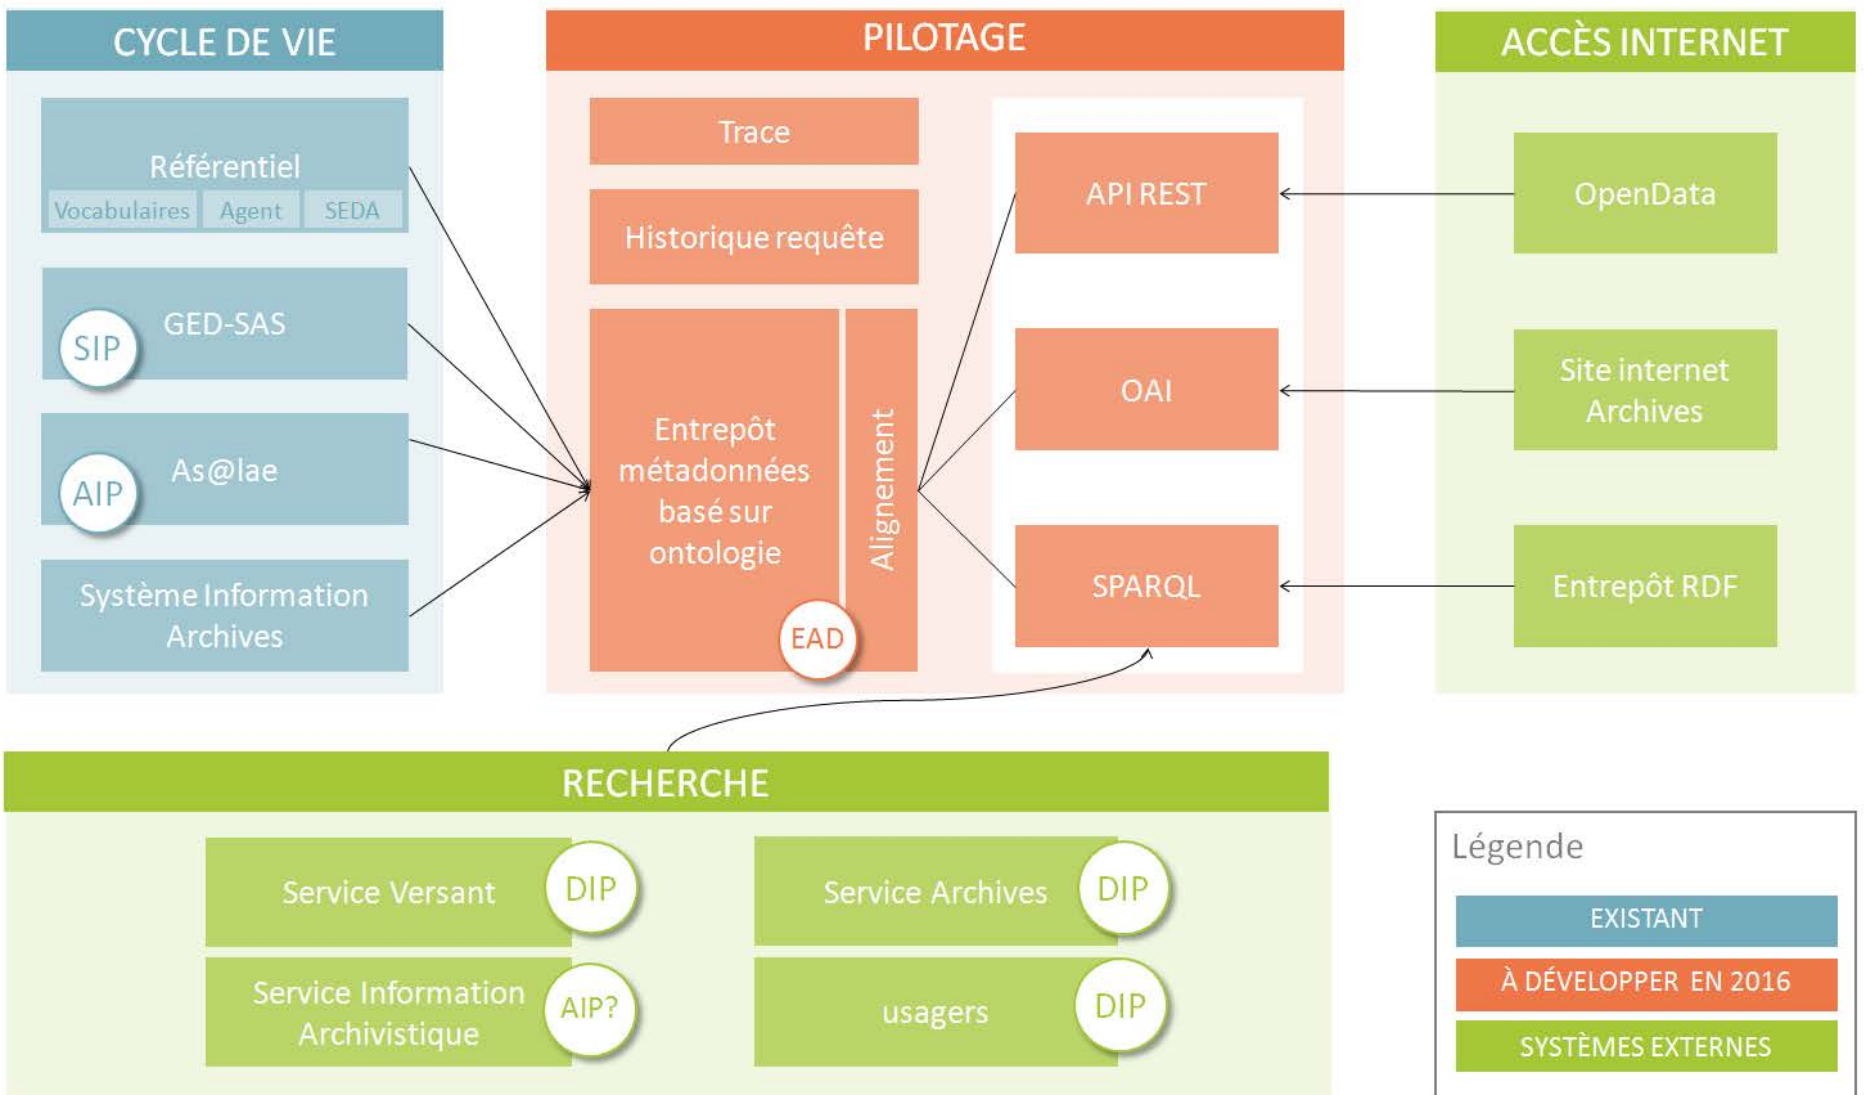 CYCLE DE VIE
Référentiel
Vocabulaires
Agent
SEDA
GED-SAS
SIP
As@lae
AIP
Système Information
Archives
PILOTAGE
Trace
Historique requête
Entrepôt
métadonnées
basé sur
ontologie
Alignement
EAD
API REST
OAI
SPARQL
ACCÈS INTERNET
OpenData
Site internet
Archives
Entrepôt RDF
RECHERCHE
Service Versant
DIP
Service Archives
DIP
Service Information
Archivistique
AIP?
usagers
DIP
Légende
EXISTANT
À DÉVELOPPER EN 2016
SYSTÈMES EXTERNES